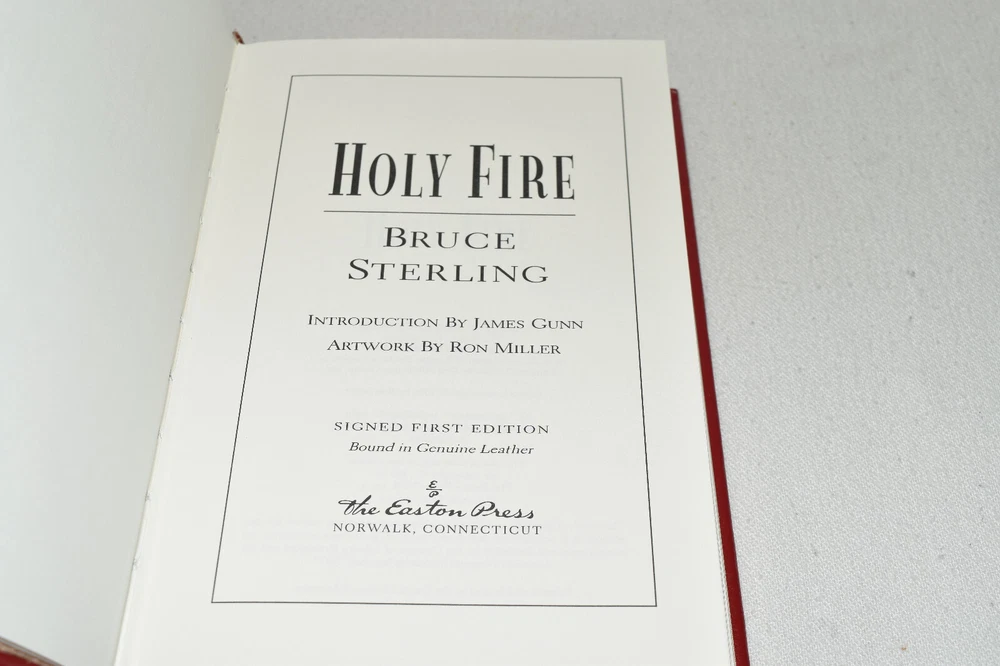 HOLY FIRE
BRUCE
STERLING
INTRODUCTION BY JAMES GUNN
ARTWORK BY RON MILLER
SIGNED FIRST EDITION
Bound in Genuine Leather
E
P
The Easton Press
NORWALK, CONNECTICUT